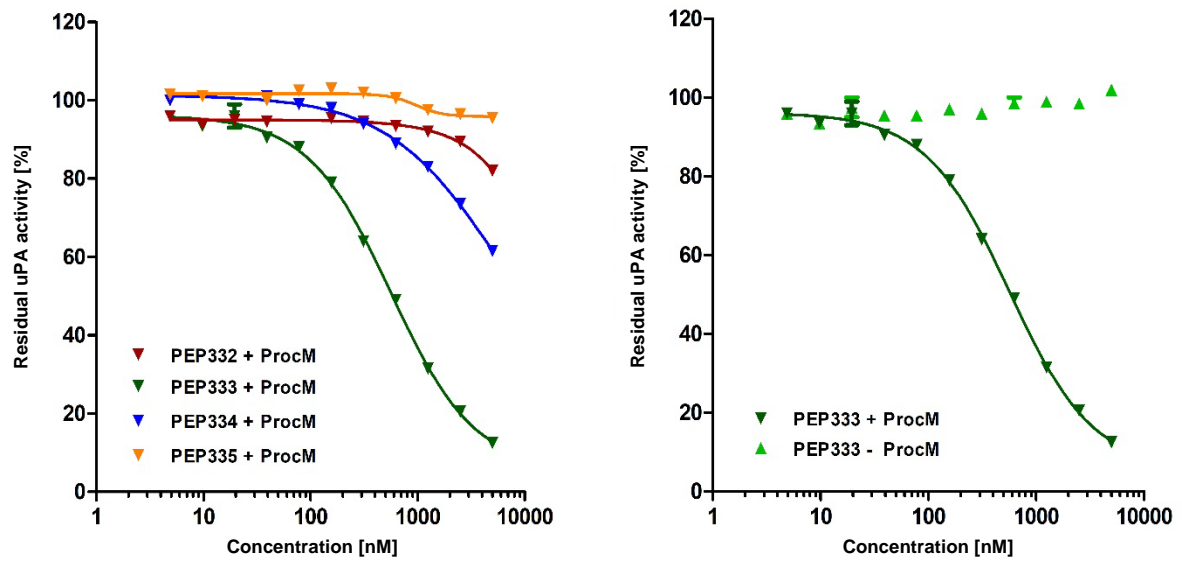 120
100
80
60
40
20
0
Residual uPA activity [%]
PEP332 + ProcM
PEP333 + ProcM
PEP334 + ProcM
PEP335 + ProcM
1 10 100 1000 10000
Concentration [nM]
120
100
80
60
40
20
0
Residual uPA activity [%]
PEP333 + ProcM
PEP333 - ProcM
1 10 100 1000 10000
Concentration [nM]